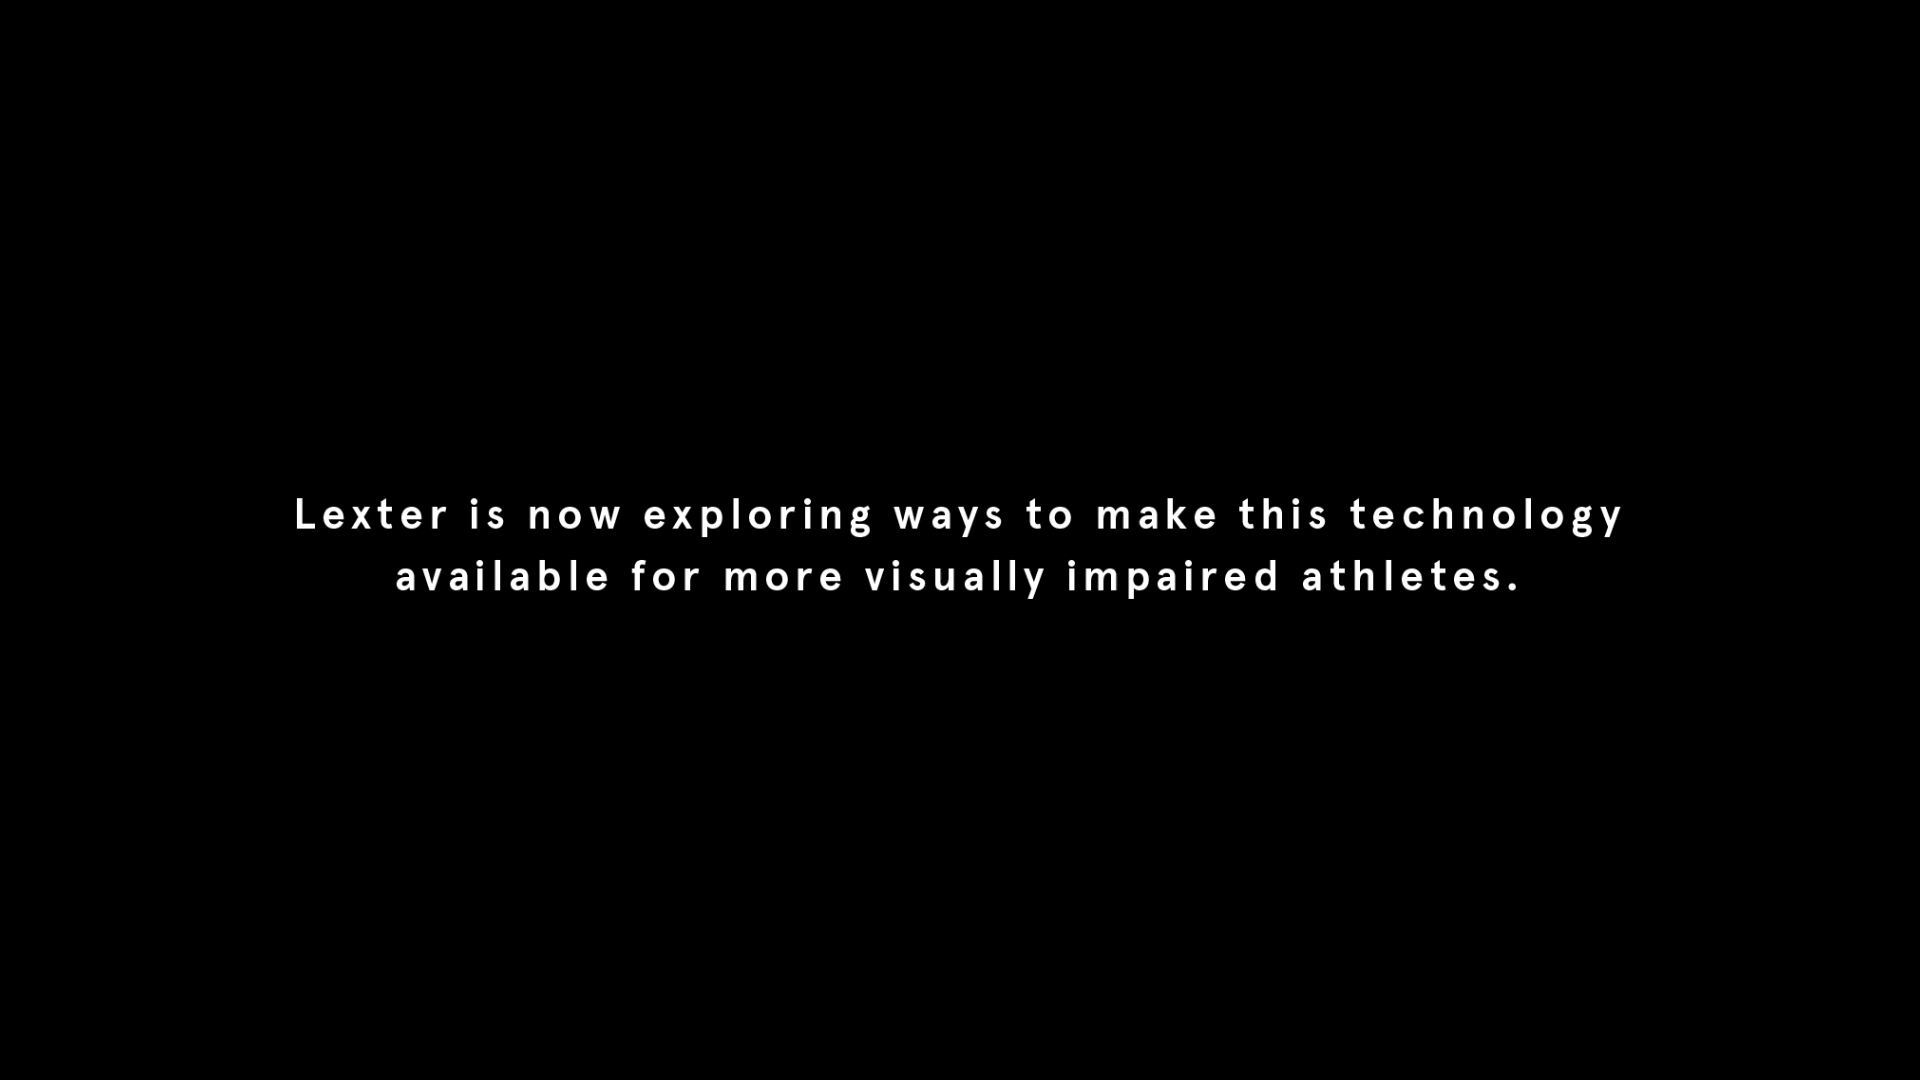 Lexter is now exploring ways to make this technology
available for more visually impaired athletes.